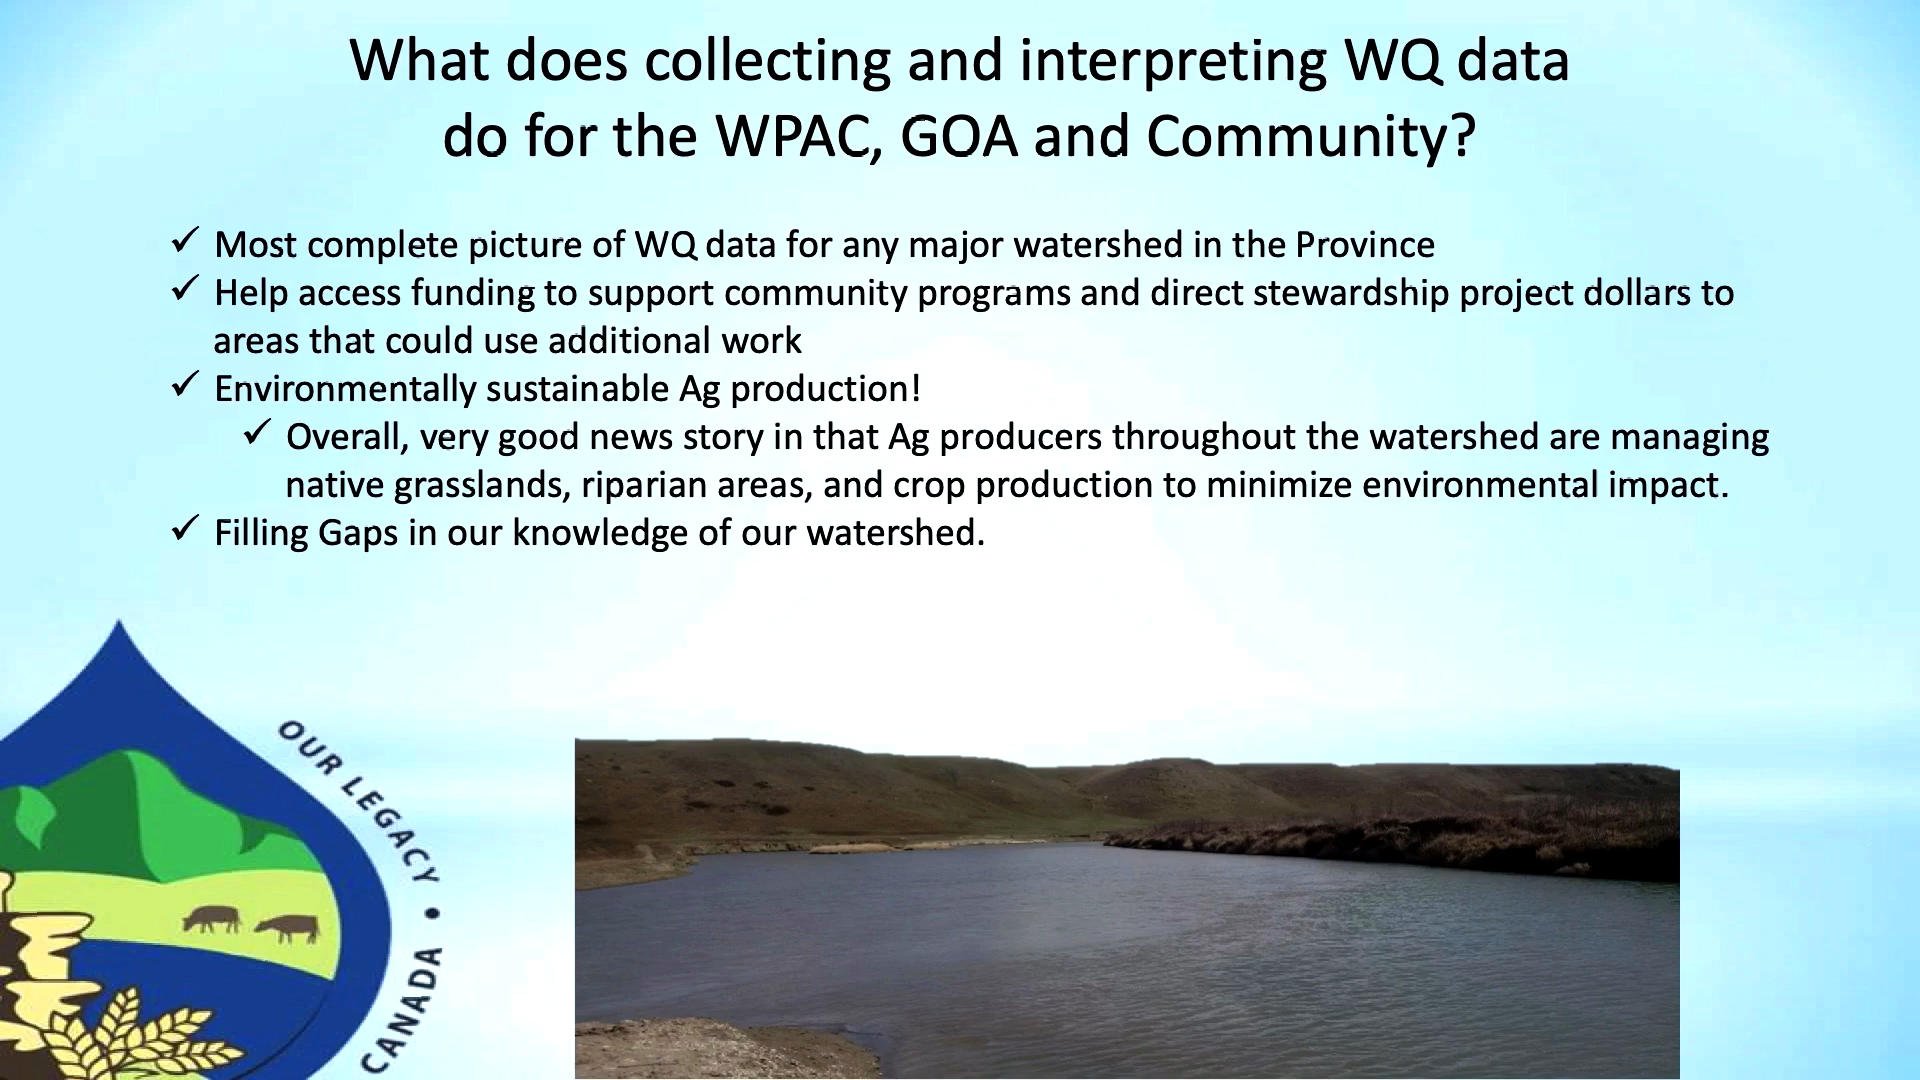 What does collecting and interpreting WQ data
do for the WPAC, GOA and Community?
✓ Most complete picture of WQ data for any major watershed in the Province
✓ Help access funding to support community programs and direct stewardship project dollars to
areas that could use additional work
✓ Environmentally sustainable Ag production!
✓ Overall, very good news story in that Ag producers throughout the watershed are managing
native grasslands, riparian areas, and crop production to minimize environmental impact.
✓ Filling Gaps in our knowledge of our watershed.
OUR LEGACY •
CANADA